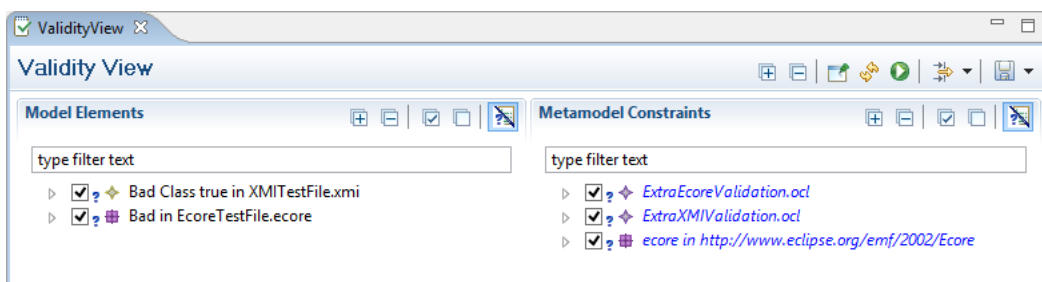 ValidityView
Validity View
Model Elements
type filter text
Bad Class true in XMITestFile.xmi
Bad in EcoreTestFile.ecore
Metamodel Constraints
type filter text
ExtraEcoreValidation.ocl
ExtraXMIValidation.ocl
ecore in http://www.eclipse.org/emf/2002/Ecore